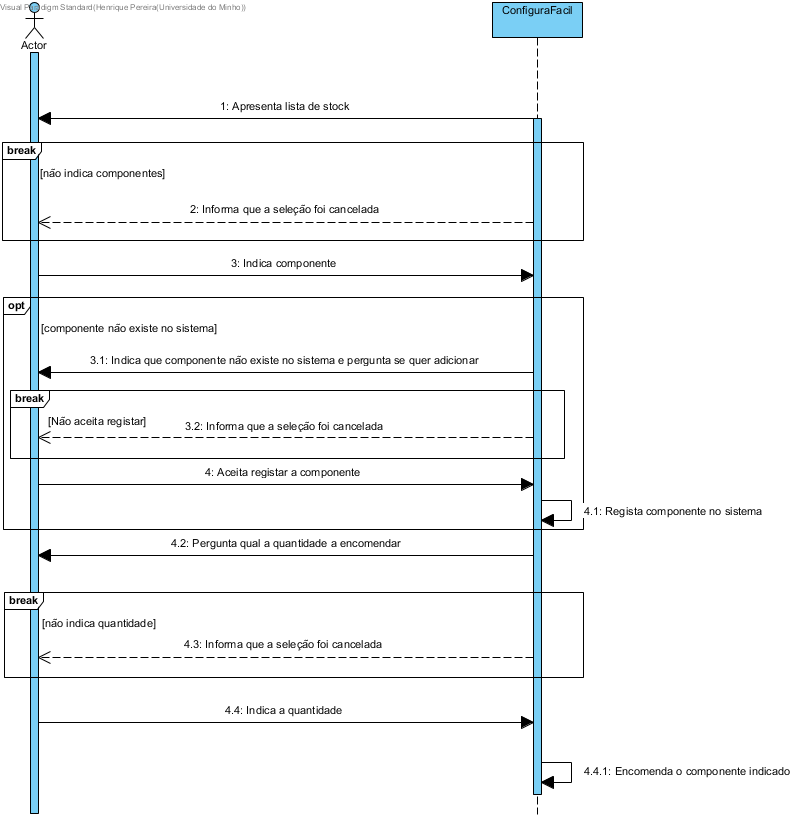 Visual Paradigm Standard(Henrique Pereira(Universidade do Minho))
ConfiguraFacil
Actor
1: Apresenta lista de stock
break
[não indica componentes]
2: Informa que a seleção foi cancelada
3: Indica componente
opt
[componente não existe no sistema]
3.1: Indica que componente não existe no sistema e pergunta se quer adicionar
break
[Não aceita registar]
3.2: Informa que a seleção foi cancelada
4: Aceita registar a componente
4.1: Regista componente no sistema
4.2: Pergunta qual a quantidade a encomendar
break
[não indica quantidade]
4.3: Informa que a seleção foi cancelada
4.4: Indica a quantidade
4.4.1: Encomenda o componente indicado